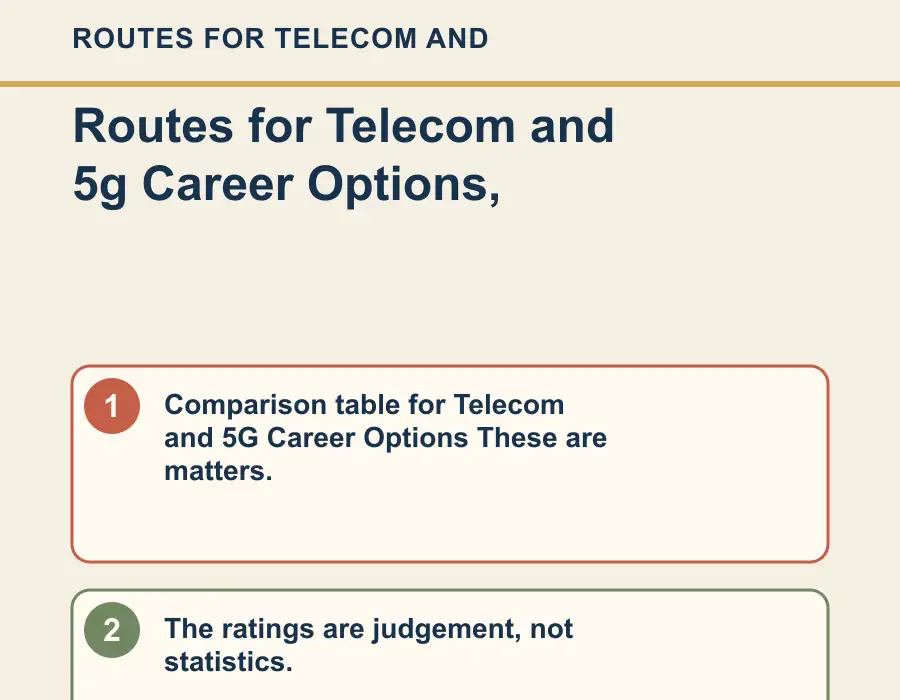 ROUTES FOR TELECOM AND
Routes for Telecom and
5g Career Options,
1
Comparison table for Telecom
and 5G Career Options These are
matters.
2
The ratings are judgement, not
statistics.